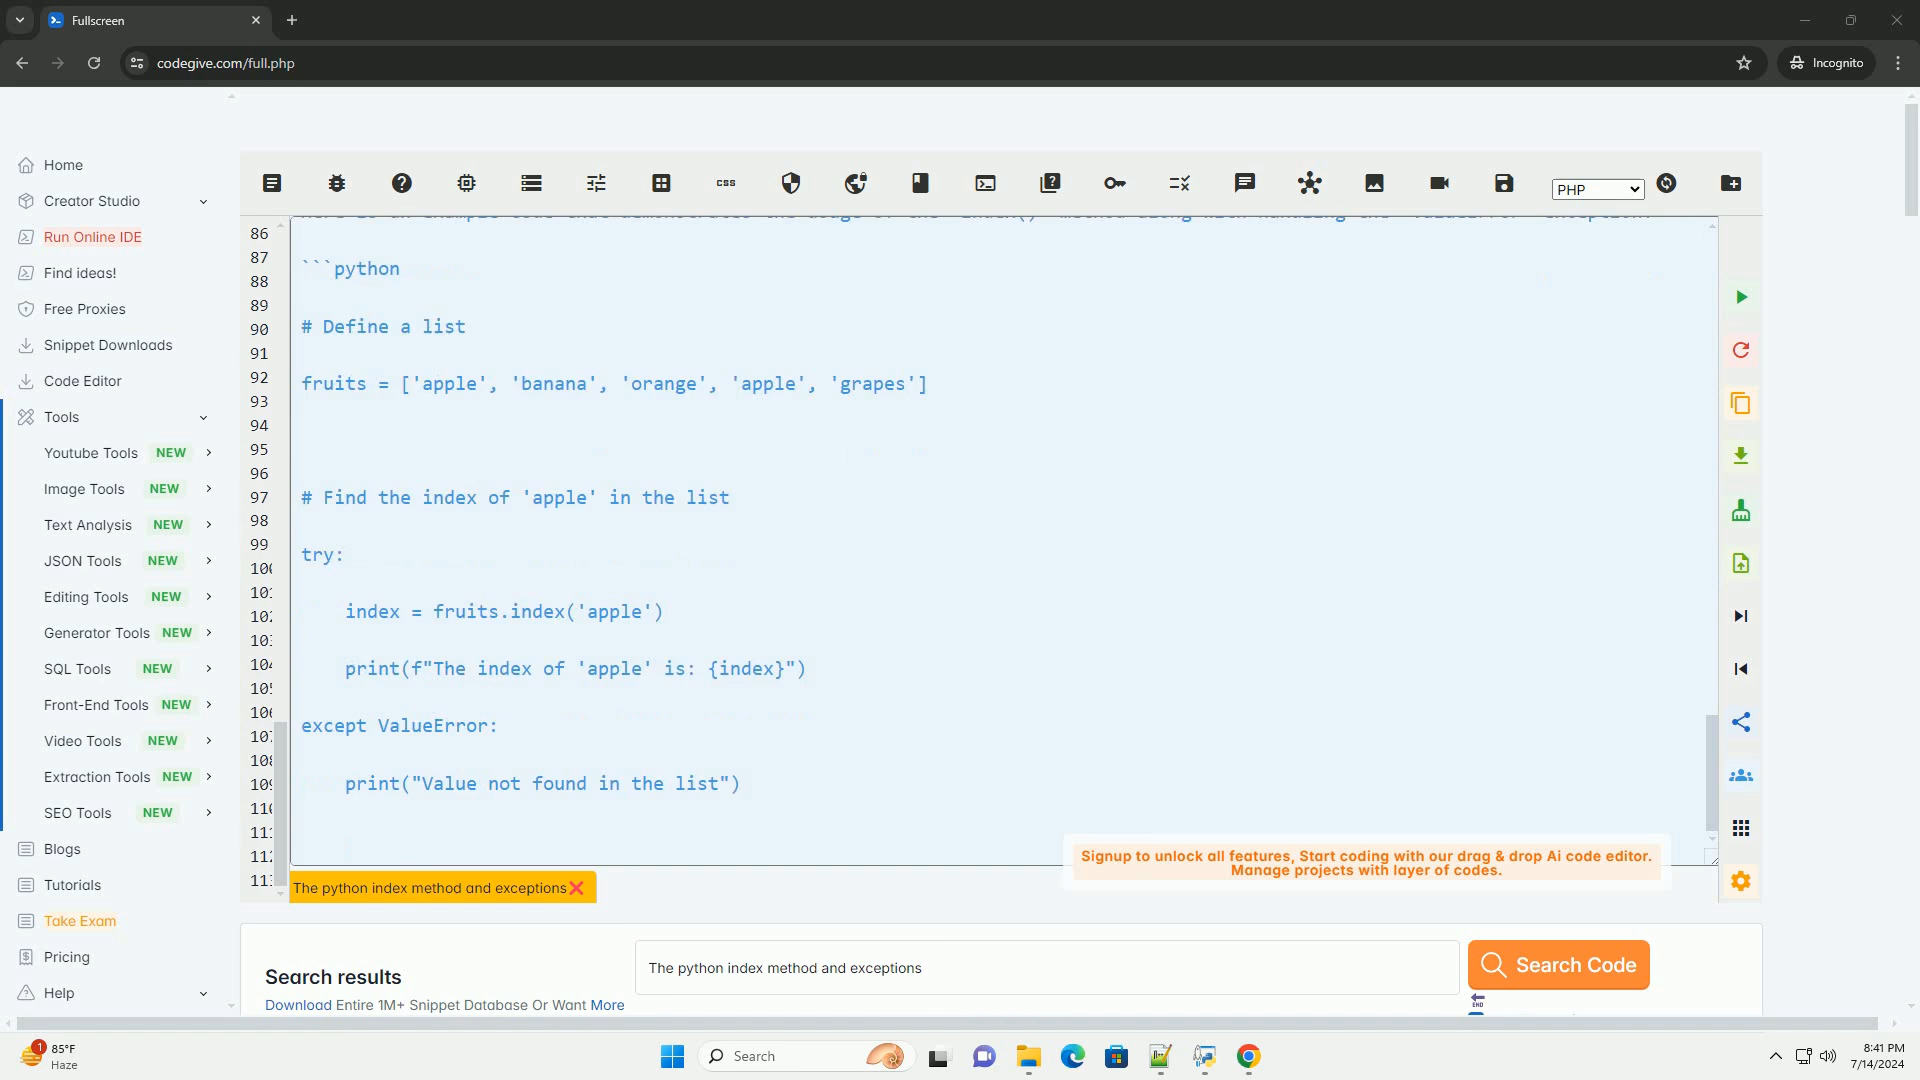 Fullscreen
codegive.com/full.php
Incognito
Home
Creator Studio
Run Online IDE
Find ideas!
Free Proxies
Snippet Downloads
Code Editor
Tools
Youtube Tools NEW
Image Tools NEW
Text Analysis NEW
JSON Tools NEW
Editing Tools NEW
Generator Tools NEW
SQL Tools NEW
Front-End Tools NEW
Video Tools NEW
Extraction Tools NEW
SEO Tools NEW
Blogs
Tutorials
Take Exam
Pricing
Help
CSS
PHP
86
87
88
89
90
91
92
93
94
95
96
97
98
99
```python
# Define a list
fruits = ['apple', 'banana', 'orange', 'apple', 'grapes']
# Find the index of 'apple' in the list
try:
    index = fruits.index('apple')
    print(f"The index of 'apple' is: {index}")
except ValueError:
    print("Value not found in the list")
Signup to unlock all features, Start coding with our drag & drop Ai code editor.
Manage projects with layer of codes.
The python index method and exceptions❌
Search results
Download Entire 1M+ Snippet Database Or Want More
The python index method and exceptions
Search Code
END
1
85°F
Haze
Search
8:41 PM
7/14/2024